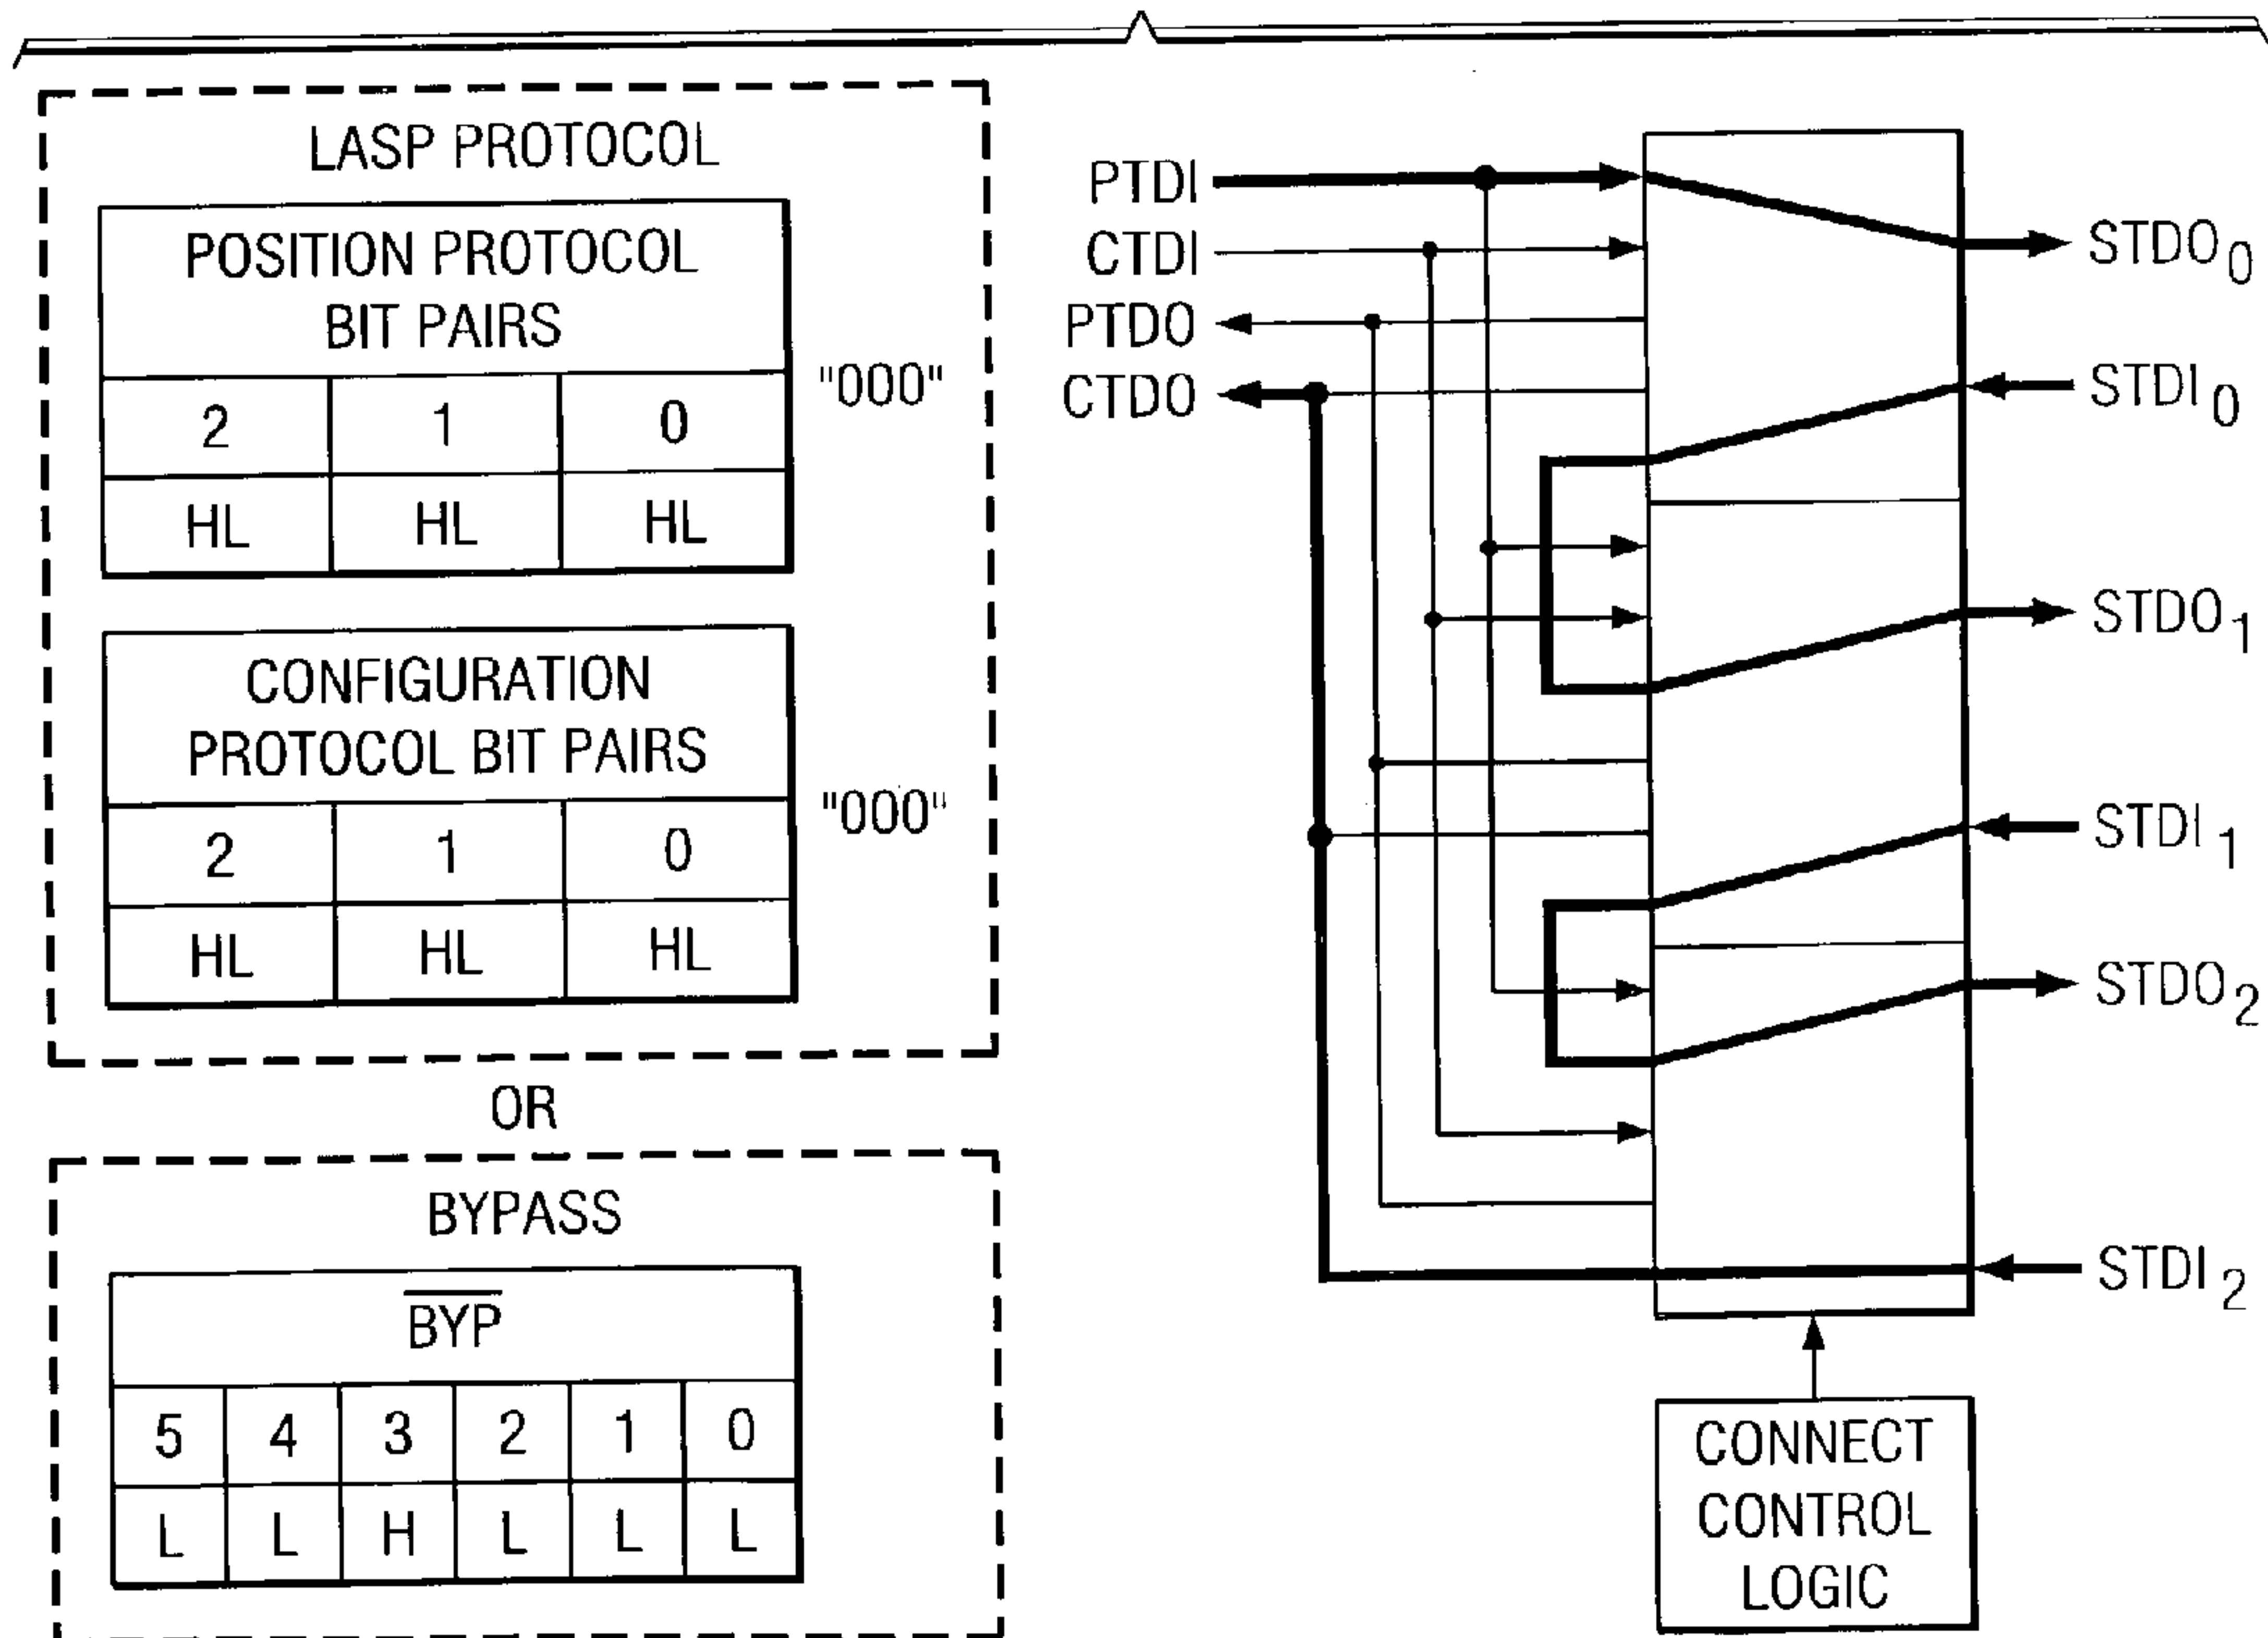 LASP PROTOCOL
POSITION PROTOCOL
BIT PAIRS
2 1 0
HL HL HL
"000"
CONFIGURATION
PROTOCOL BIT PAIRS
2 1 0
HL HL HL
"000"
OR
BYPASS
BYP
5 4 3 2 1 0
L L H L L L
PTDI
CTDI
PTDO
CTDO
STDO0
STDI0
STDO1
STDI1
STDO2
STDI2
CONNECT
CONTROL
LOGIC